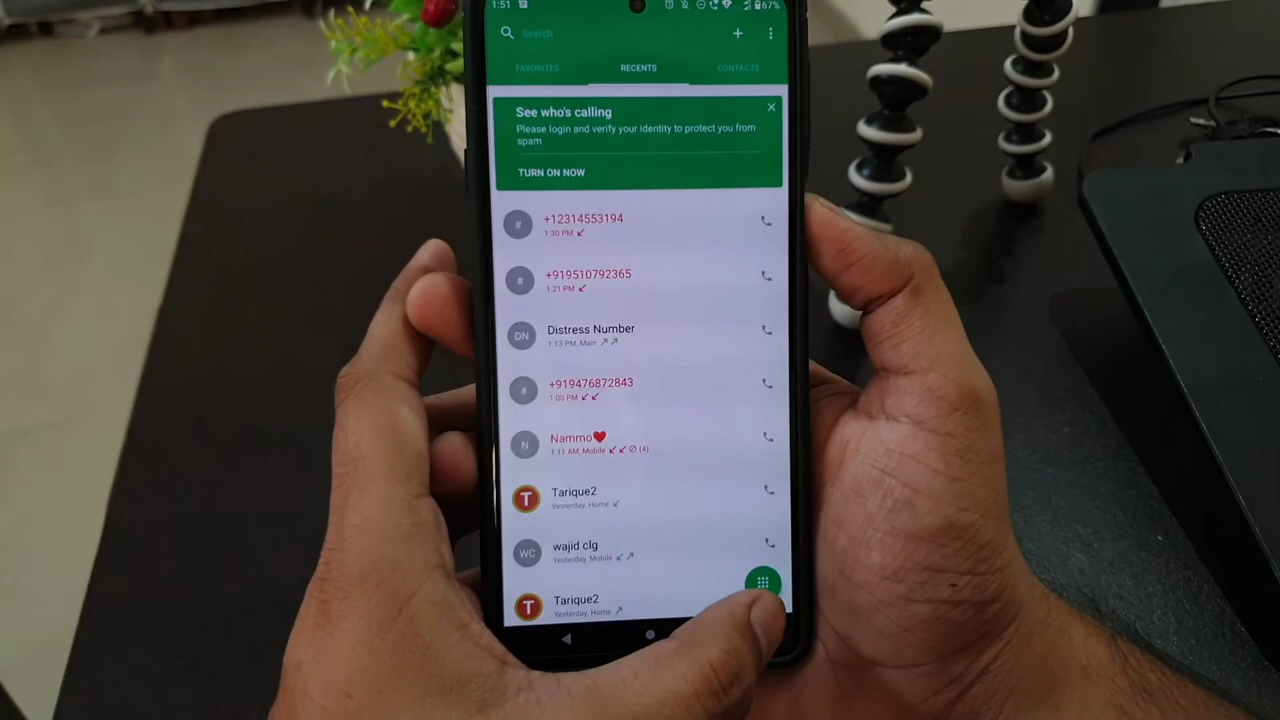 1:51 67%
Search
FAVORITES RECENTS CONTACTS
See who's calling
Please login and verify your identity to protect you from
spam
TURN ON NOW
# +12314553194
1:30 PM
# +919510792365
1:21 PM
DN Distress Number
1:13 PM, Main
# +919476872843
1:00 PM
N Nammo❤
1:11 AM, Mobile (4)
T Tarique2
Yesterday, Home
WC wajid clg
Yesterday, Mobile
T Tarique2
Yesterday, Home